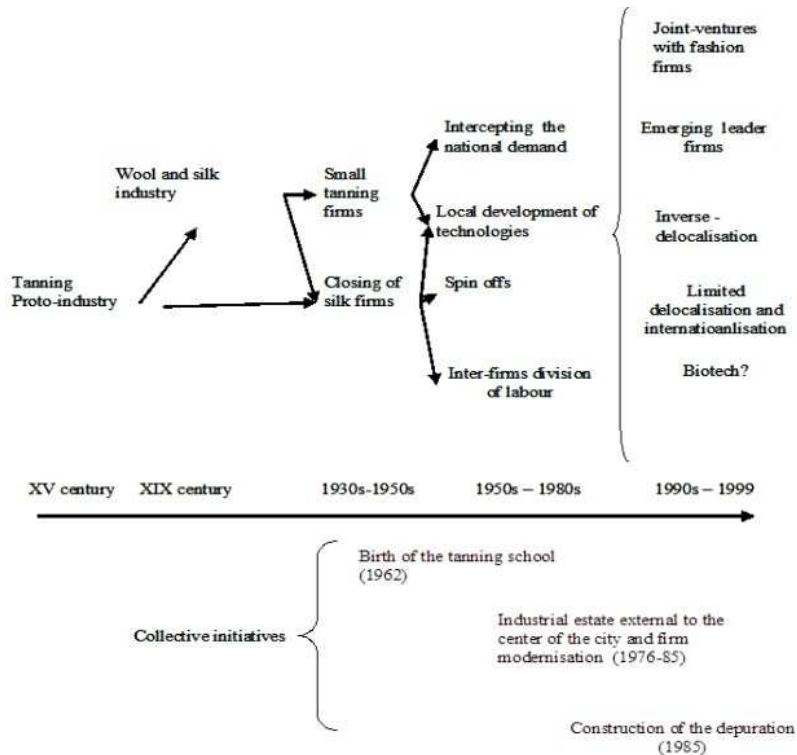 Joint-ventures
with fashion
firms
Intercepting the
national demand
Emerging leader
firms
Wool and silk
industry
Small
tanning
firms
Local development of
technologies
Inverse -
delocalisation
Tanning
Proto-industry
Closing of
silk firms
Spin offs
Limited
delocalisation and
internatioanlisation
Inter-firms division
of labour
Biotech?
XV century XIX century 1930s-1950s 1950s – 1980s 1990s – 1999
Birth of the tanning school
(1962)
Collective initiatives
Industrial estate external to the
center of the city and firm
modernisation (1976-85)
Construction of the depuration
(1985)